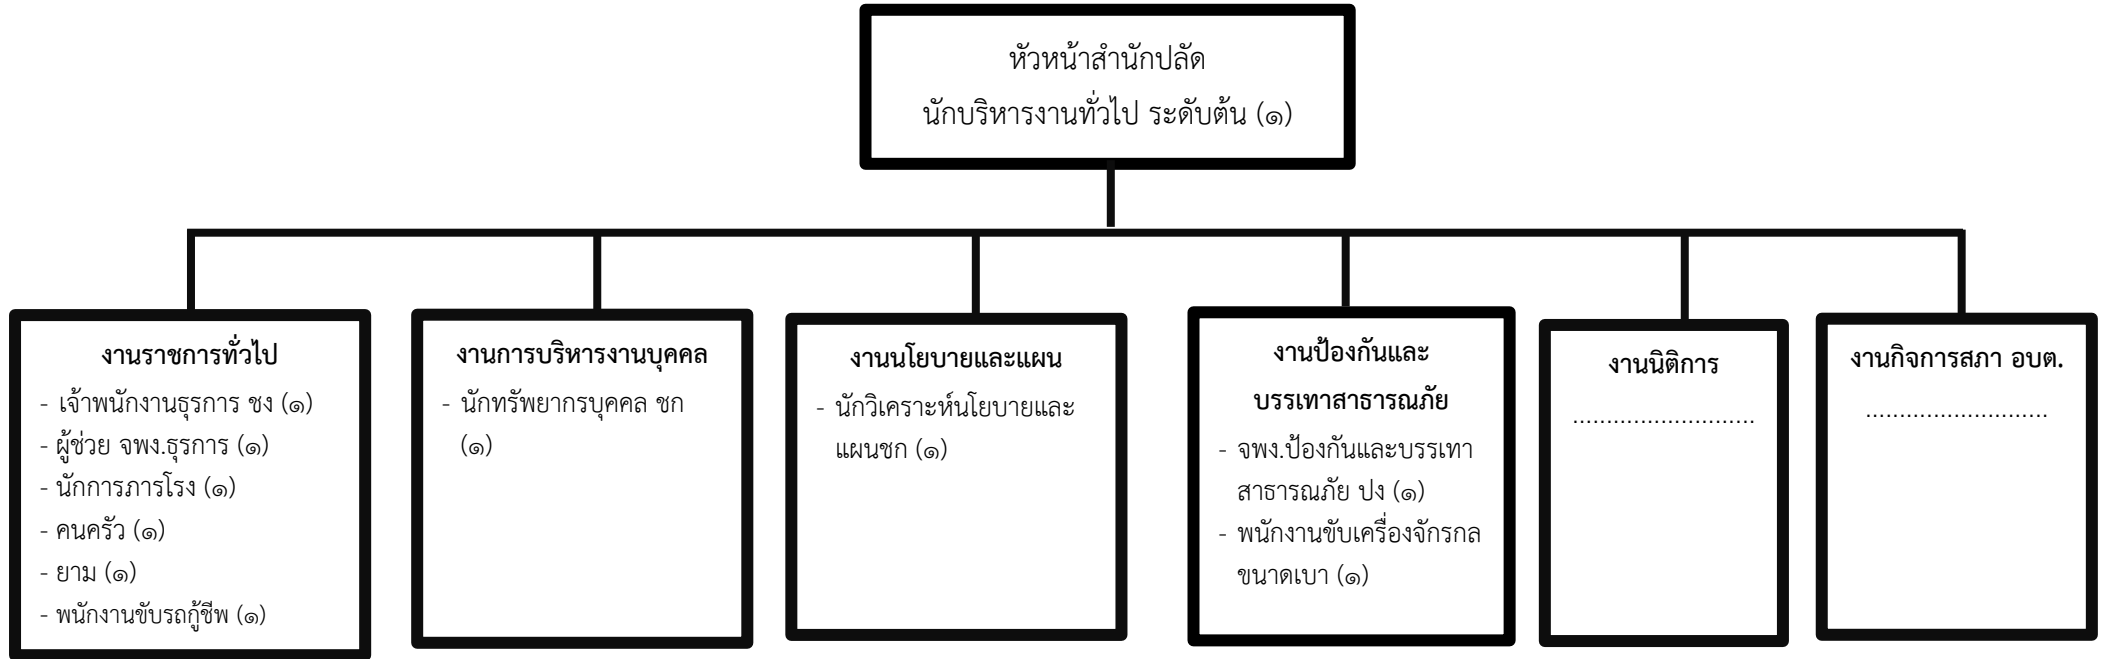 หัวหน้าสำนักปลัด
นักบริหารงานทั่วไป ระดับต้น (๑)
งานราชการทั่วไป
- เจ้าพนักงานธุรการ ชง (๑)
- ผู้ช่วย จพง.ธุรการ (๑)
- นักการภารโรง (๑)
- คนครัว (๑)
- ยาม (๑)
- พนักงานขับรถกู้ชีพ (๑)
งานการบริหารงานบุคคล
- นักทรัพยากรบุคคล ชก
(๑)
งานนโยบายและแผน
- นักวิเคราะห์นโยบายและ
แผนชก (๑)
งานป้องกันและ
บรรเทาสาธารณภัย
- จพง.ป้องกันและบรรเทา
สาธารณภัย ปง (๑)
- พนักงานขับเครื่องจักรกล
ขนาดเบา (๑)
งานนิติการ
...........................
งานกิจการสภา อบต.
...........................